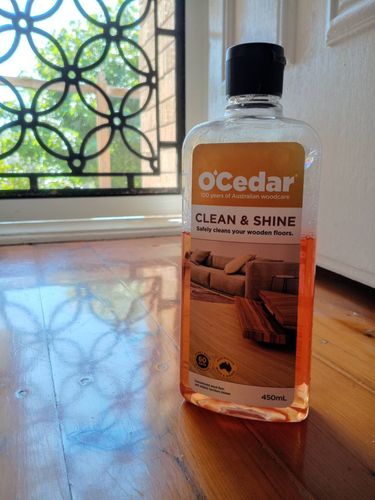 O'Cedar
100 years of Australian woodcare
CLEAN & SHINE
Safely cleans your wooden floors.
450mL